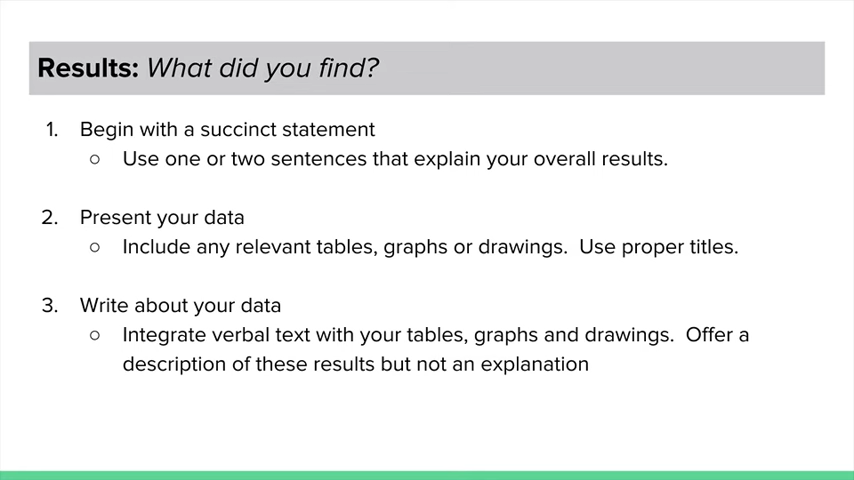 Results: What did you find?
1. Begin with a succinct statement
○ Use one or two sentences that explain your overall results.
2. Present your data
○ Include any relevant tables, graphs or drawings.  Use proper titles.
3. Write about your data
○ Integrate verbal text with your tables, graphs and drawings.  Offer a
description of these results but not an explanation